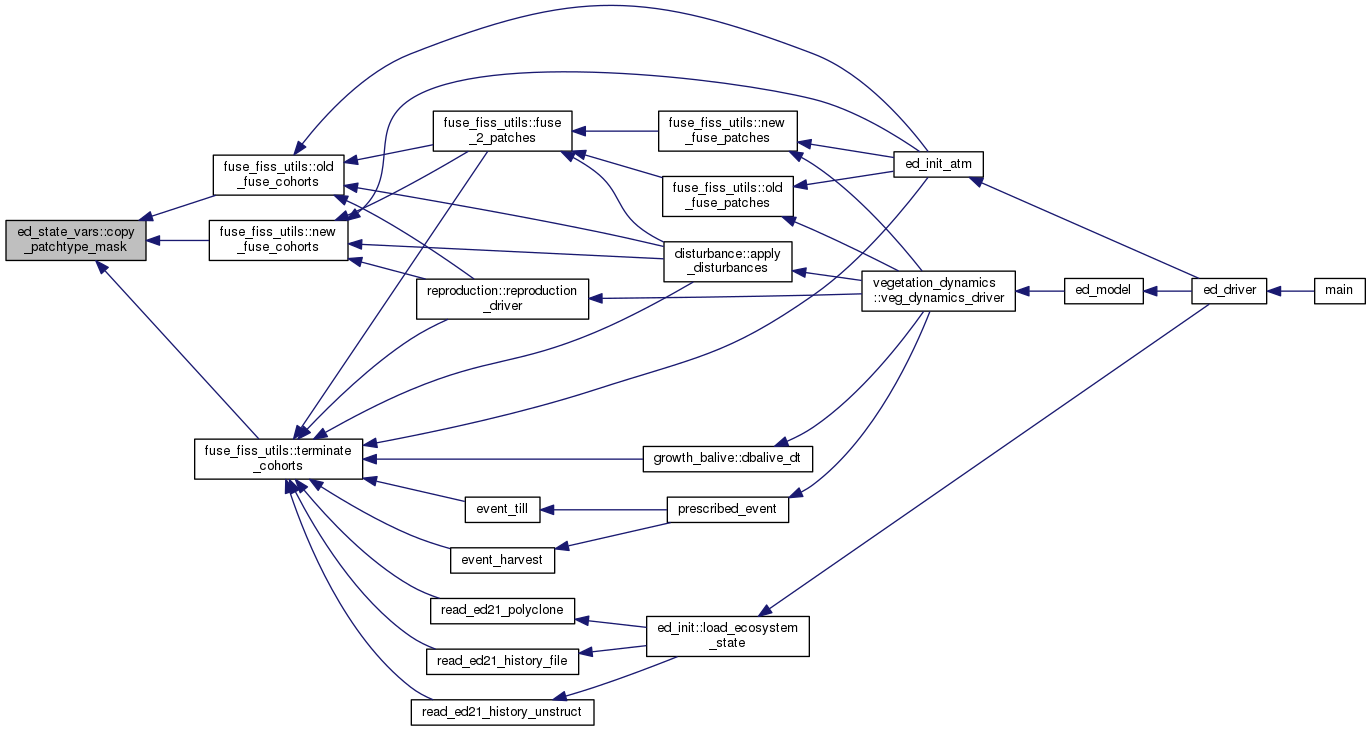 ed_state_vars::copy
_patchtype_mask
fuse_fiss_utils::old
_fuse_cohorts
fuse_fiss_utils::new
_fuse_cohorts
fuse_fiss_utils::terminate
_cohorts
fuse_fiss_utils::fuse
_2_patches
reproduction::reproduction
_driver
event_till
event_harvest
read_ed21_polyclone
read_ed21_history_file
read_ed21_history_unstruct
fuse_fiss_utils::new
_fuse_patches
fuse_fiss_utils::old
_fuse_patches
disturbance::apply
_disturbances
growth_balive::dbalive_dt
prescribed_event
ed_init::load_ecosystem
_state
ed_init_atm
vegetation_dynamics
::veg_dynamics_driver
ed_model
ed_driver
main